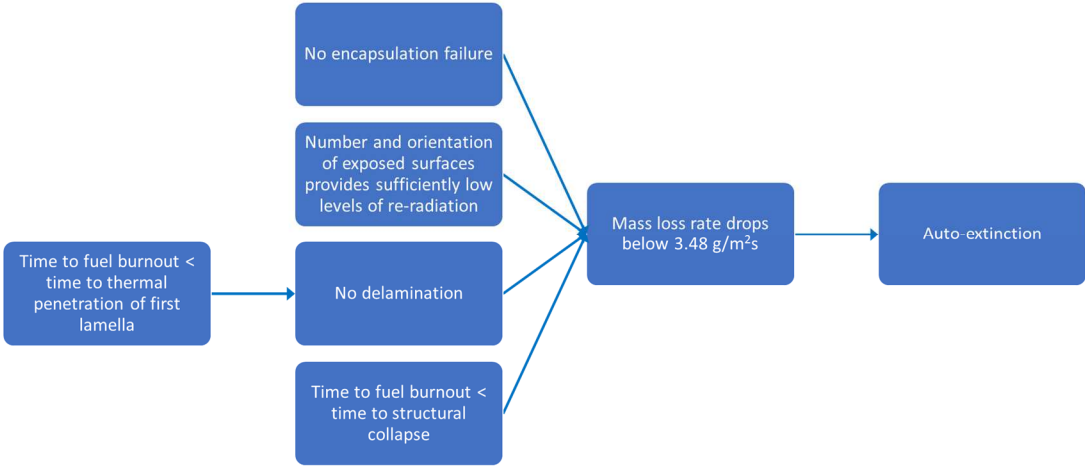 No encapsulation failure
Number and orientation
of exposed surfaces
provides sufficiently low
levels of re-radiation
Time to fuel burnout <
time to thermal
penetration of first
lamella
No delamination
Time to fuel burnout <
time to structural
collapse
Mass loss rate drops
below 3.48 g/m²s
Auto-extinction